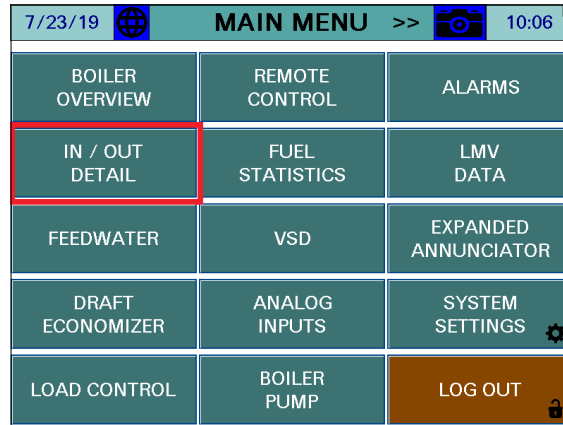 7/23/19 MAIN MENU >> 10:06
BOILER
OVERVIEW
REMOTE
CONTROL
ALARMS
IN / OUT
DETAIL
FUEL
STATISTICS
LMV
DATA
FEEDWATER
VSD
EXPANDED
ANNUNCIATOR
DRAFT
ECONOMIZER
ANALOG
INPUTS
SYSTEM
SETTINGS
LOAD CONTROL
BOILER
PUMP
LOG OUT